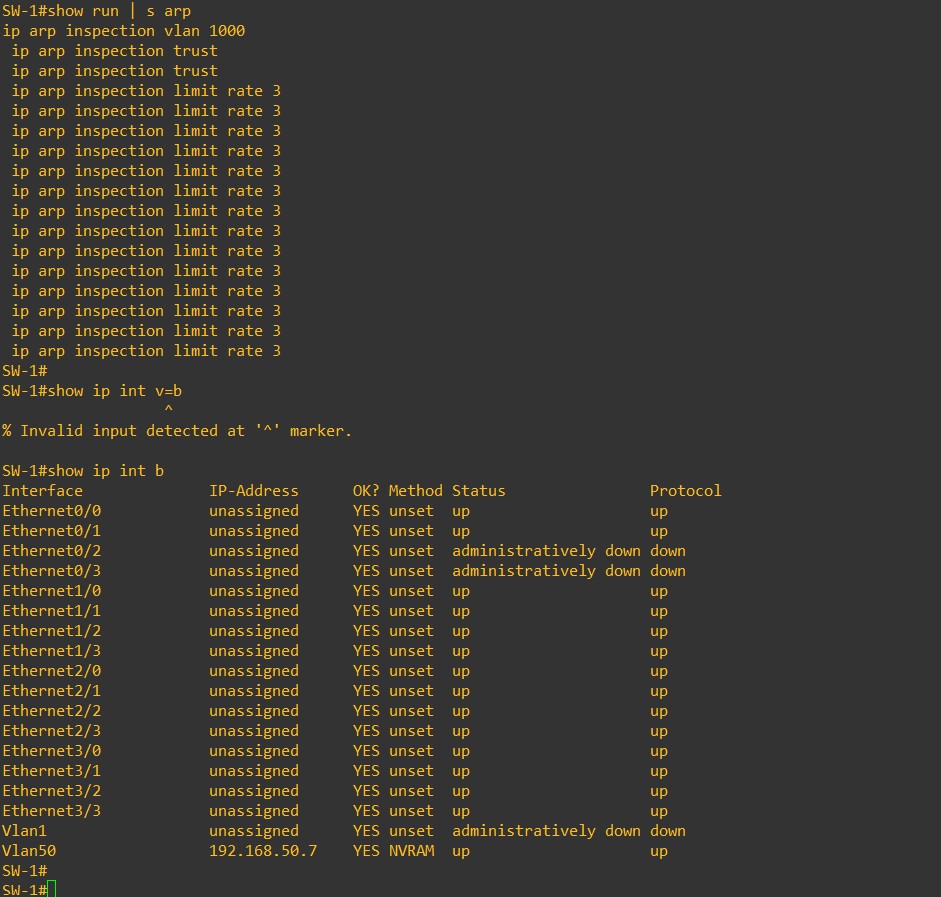 SW-1#show run | s arp
ip arp inspection vlan 1000
 ip arp inspection trust
 ip arp inspection trust
 ip arp inspection limit rate 3
 ip arp inspection limit rate 3
 ip arp inspection limit rate 3
 ip arp inspection limit rate 3
 ip arp inspection limit rate 3
 ip arp inspection limit rate 3
 ip arp inspection limit rate 3
 ip arp inspection limit rate 3
 ip arp inspection limit rate 3
 ip arp inspection limit rate 3
 ip arp inspection limit rate 3
 ip arp inspection limit rate 3
 ip arp inspection limit rate 3
 ip arp inspection limit rate 3
SW-1#
SW-1#show ip int v=b
                  ^
% Invalid input detected at '^' marker.

SW-1#show ip int b
Interface              IP-Address      OK? Method Status                Protocol
Ethernet0/0            unassigned      YES unset  up                    up
Ethernet0/1            unassigned      YES unset  up                    up
Ethernet0/2            unassigned      YES unset  administratively down down
Ethernet0/3            unassigned      YES unset  administratively down down
Ethernet1/0            unassigned      YES unset  up                    up
Ethernet1/1            unassigned      YES unset  up                    up
Ethernet1/2            unassigned      YES unset  up                    up
Ethernet1/3            unassigned      YES unset  up                    up
Ethernet2/0            unassigned      YES unset  up                    up
Ethernet2/1            unassigned      YES unset  up                    up
Ethernet2/2            unassigned      YES unset  up                    up
Ethernet2/3            unassigned      YES unset  up                    up
Ethernet3/0            unassigned      YES unset  up                    up
Ethernet3/1            unassigned      YES unset  up                    up
Ethernet3/2            unassigned      YES unset  up                    up
Ethernet3/3            unassigned      YES unset  up                    up
Vlan1                  unassigned      YES unset  administratively down down
Vlan50                 192.168.50.7    YES NVRAM  up                    up
SW-1#
SW-1#